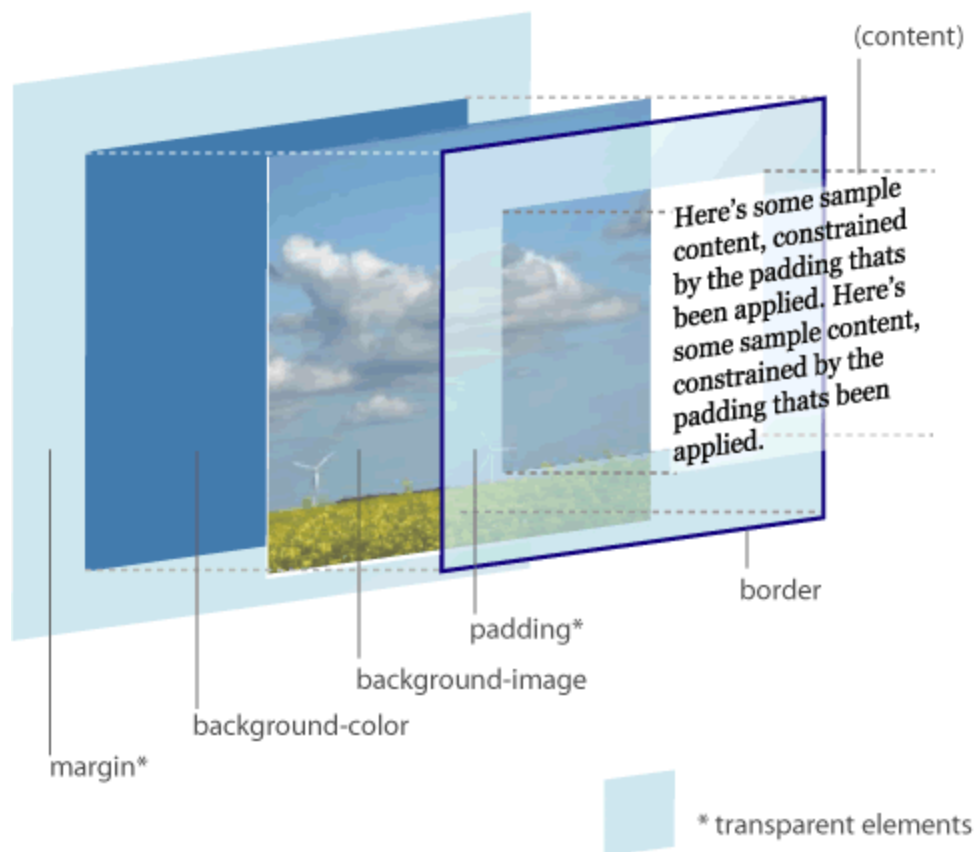 (content)
Here's some sample
content, constrained
by the padding thats
been applied. Here's
some sample content,
constrained by the
padding thats been
applied.
border
padding*
background-image
background-color
margin*
* transparent elements